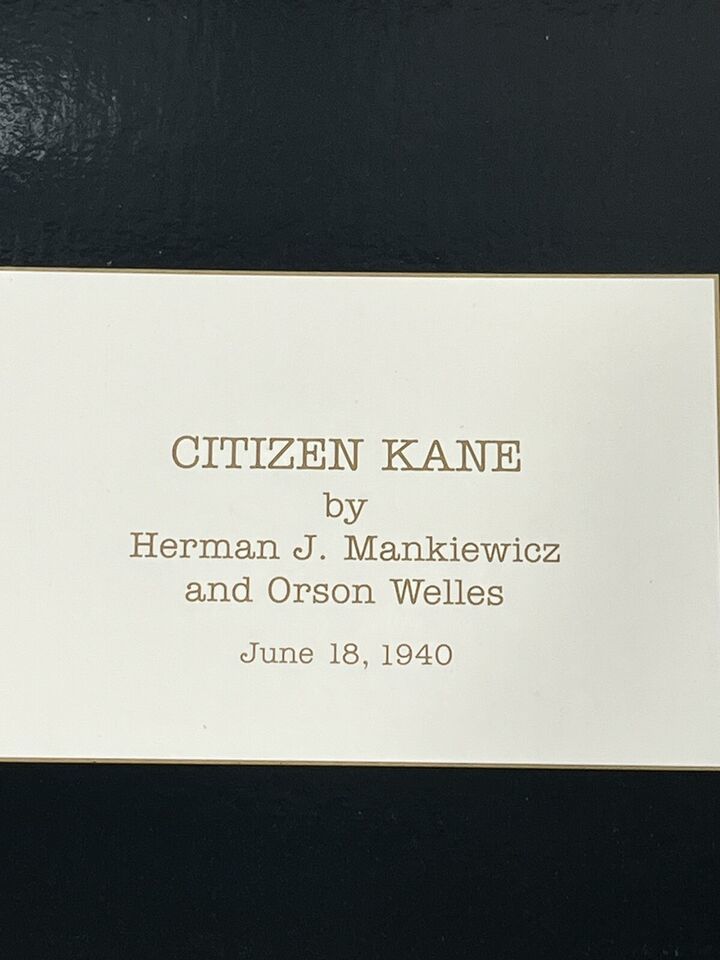 CITIZEN KANE
by
Herman J. Mankiewicz
and Orson Welles
June 18, 1940